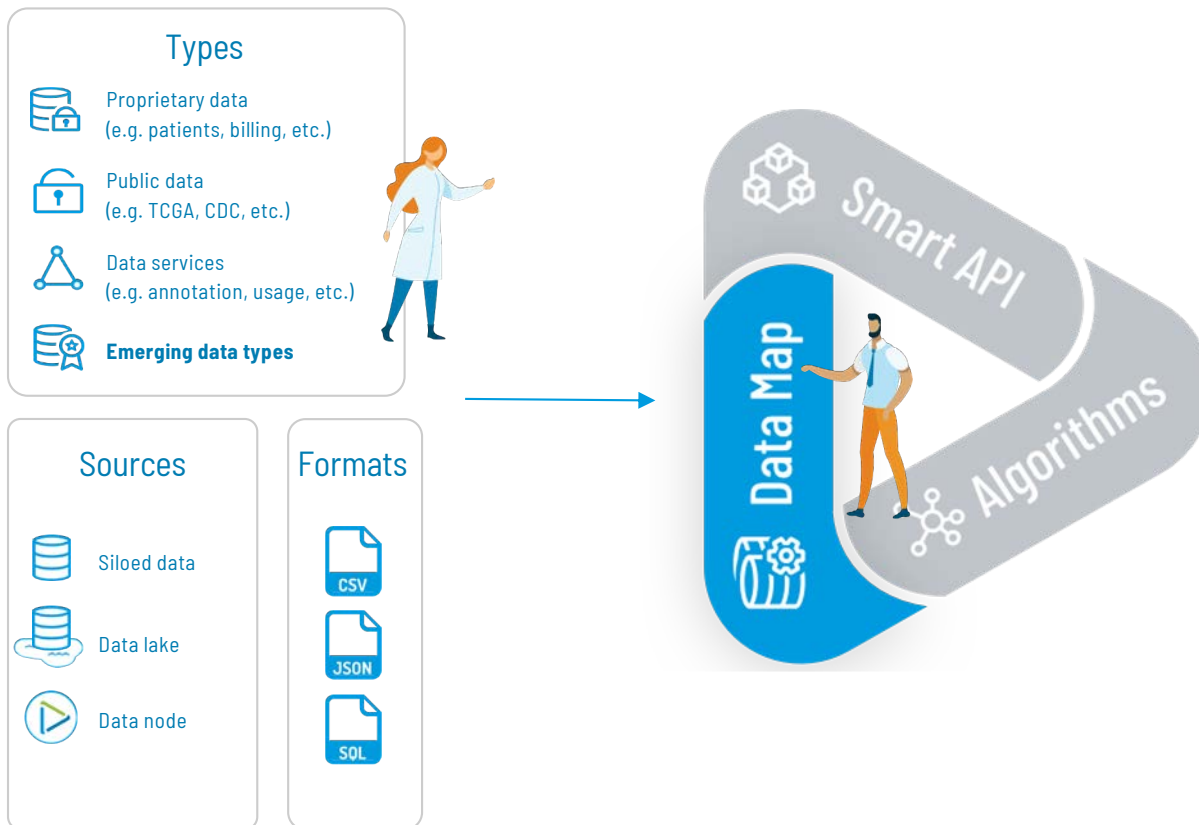 Types
Proprietary data
(e.g. patients, billing, etc.)
Public data
(e.g. TCGA, CDC, etc.)
Data services
(e.g. annotation, usage, etc.)
Emerging data types
Sources
Siloed data
Data lake
Data node
Formats
CSV
JSON
SQL
Smart API
Data Map
Algorithms